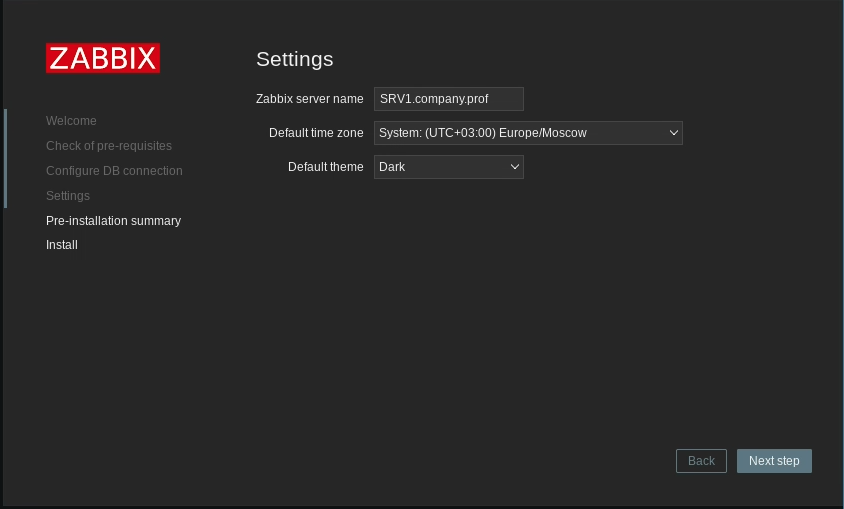 ZABBIX
Welcome
Check of pre-requisites
Configure DB connection
Settings
Pre-installation summary
Install
Settings
Zabbix server name SRV1.company.prof
Default time zone System: (UTC+03:00) Europe/Moscow
Default theme Dark
Back Next step